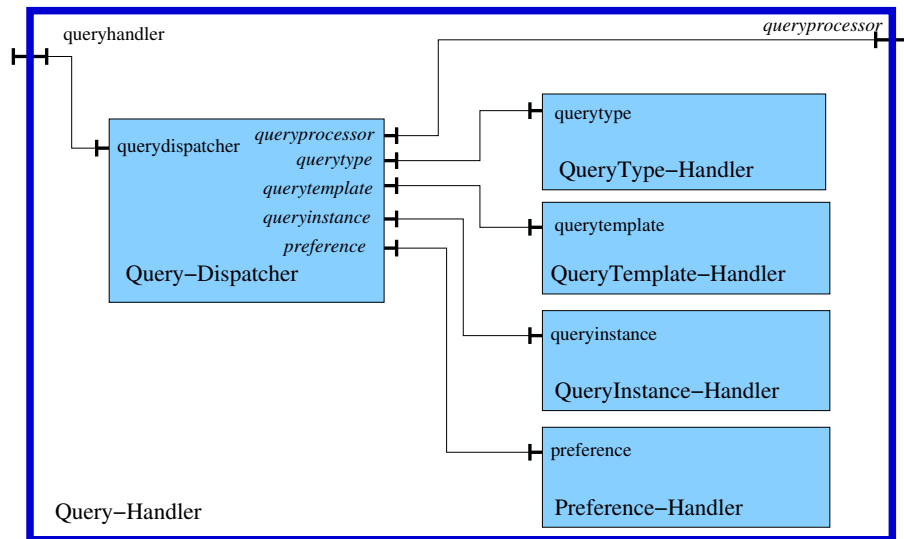 queryhandler
queryprocessor
querydispatcher
queryprocessor
querytype
querytemplate
queryinstance
preference
Query−Dispatcher
querytype
QueryType−Handler
querytemplate
QueryTemplate−Handler
queryinstance
QueryInstance−Handler
preference
Preference−Handler
Query−Handler